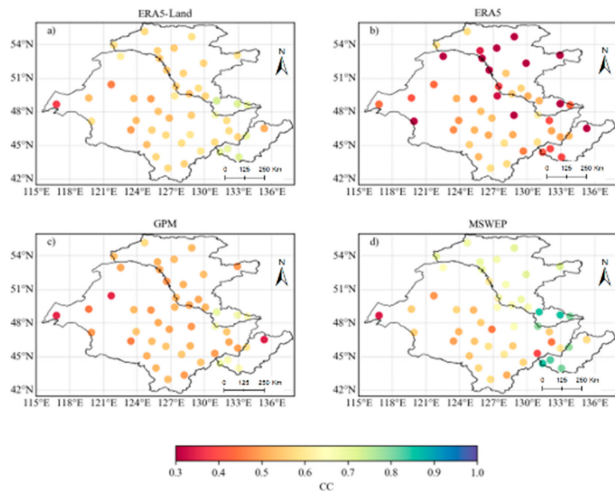 ERA5-Land
ERA5
a)
b)
54°N
51°N
48°N
45°N
42°N
54°N
51°N
48°N
45°N
42°N
N
N
0 125 250 Km
0 125 250 Km
115°E 118°E 121°E 124°E 127°E 130°E 133°E 136°E
115°E 118°E 121°E 124°E 127°E 130°E 133°E 136°E
GPM
MSWEP
c)
d)
54°N
51°N
48°N
45°N
42°N
54°N
51°N
48°N
45°N
42°N
N
N
0 125 250 Km
0 125 250 Km
115°E 118°E 121°E 124°E 127°E 130°E 133°E 136°E
115°E 118°E 121°E 124°E 127°E 130°E 133°E 136°E
0.3 0.4 0.5 0.6 0.7 0.8 0.9 1.0
CC